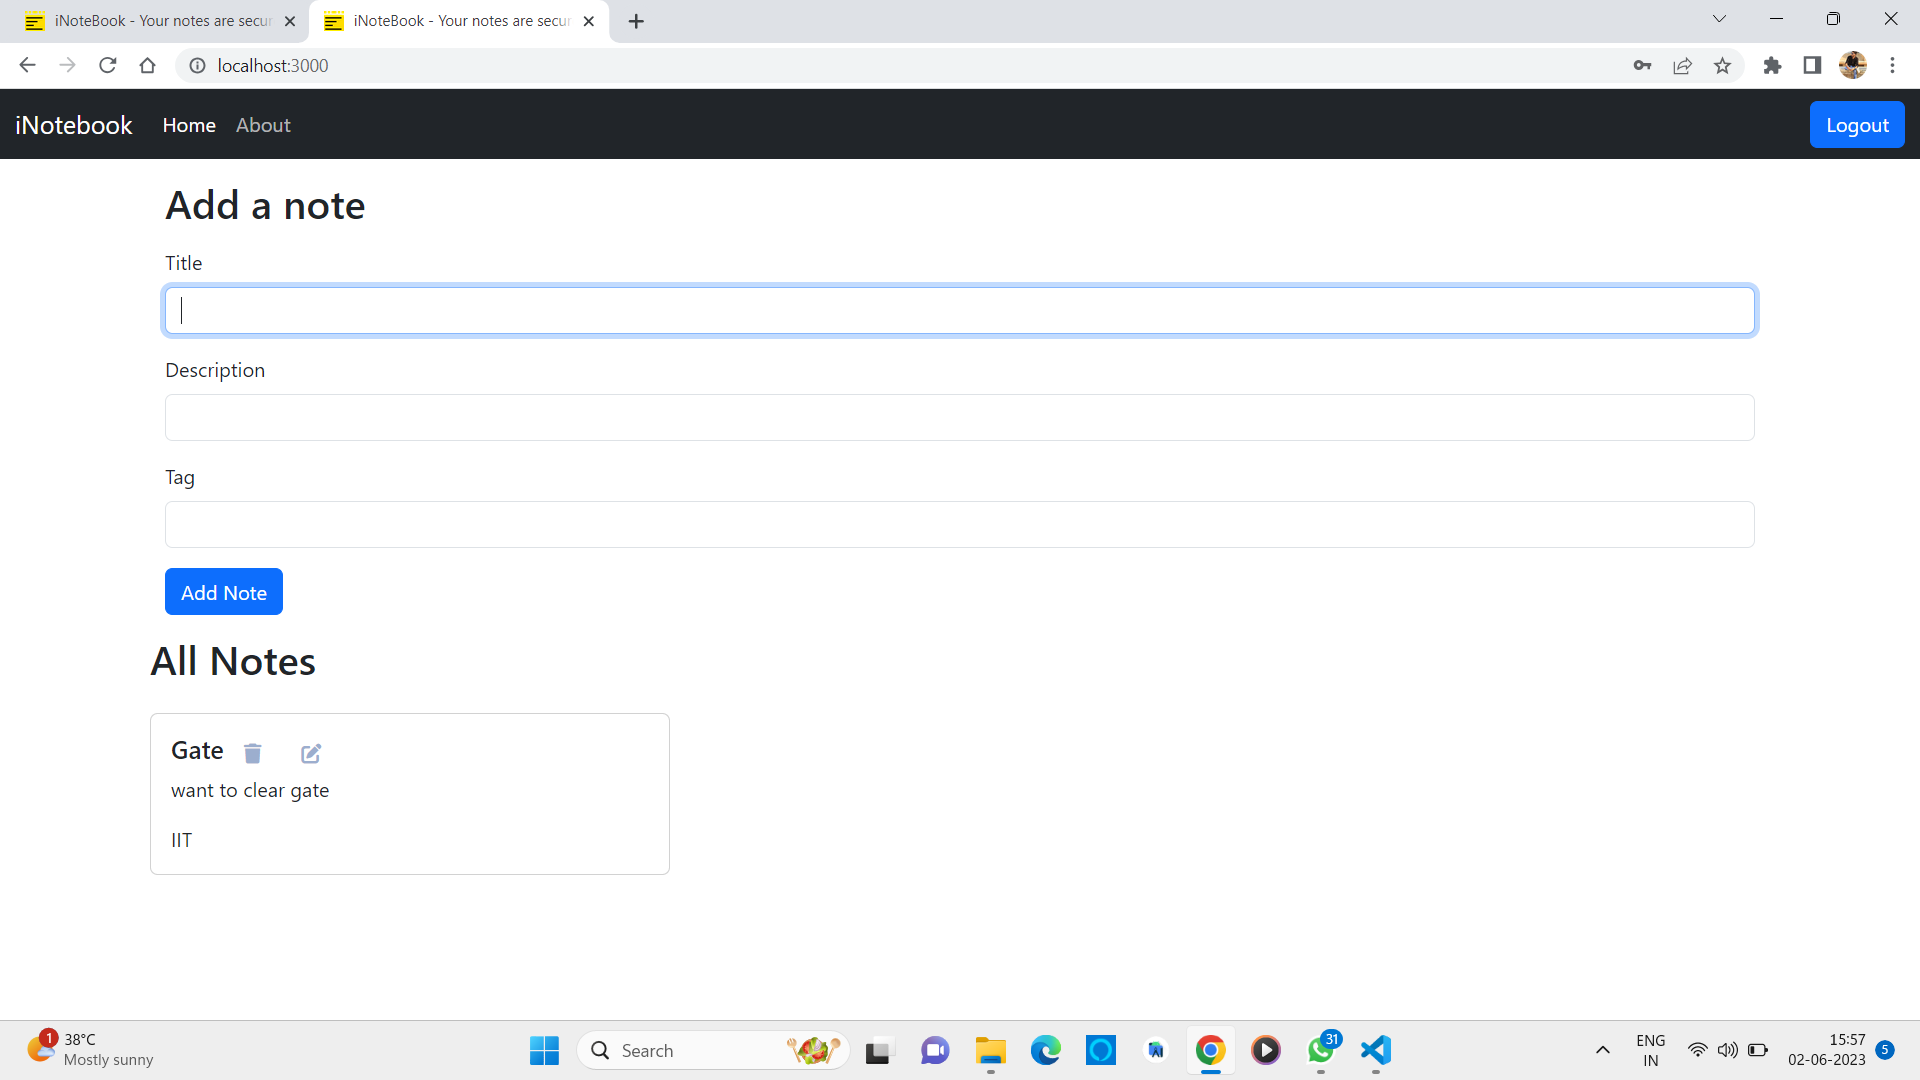 iNoteBook - Your notes are secur
iNoteBook - Your notes are secur
localhost:3000
iNotebook Home About Logout
Add a note
Title
Description
Tag
Add Note
All Notes
Gate
want to clear gate
IIT
1 38°C
Mostly sunny
Search
31
ENG
IN
15:57
02-06-2023
5